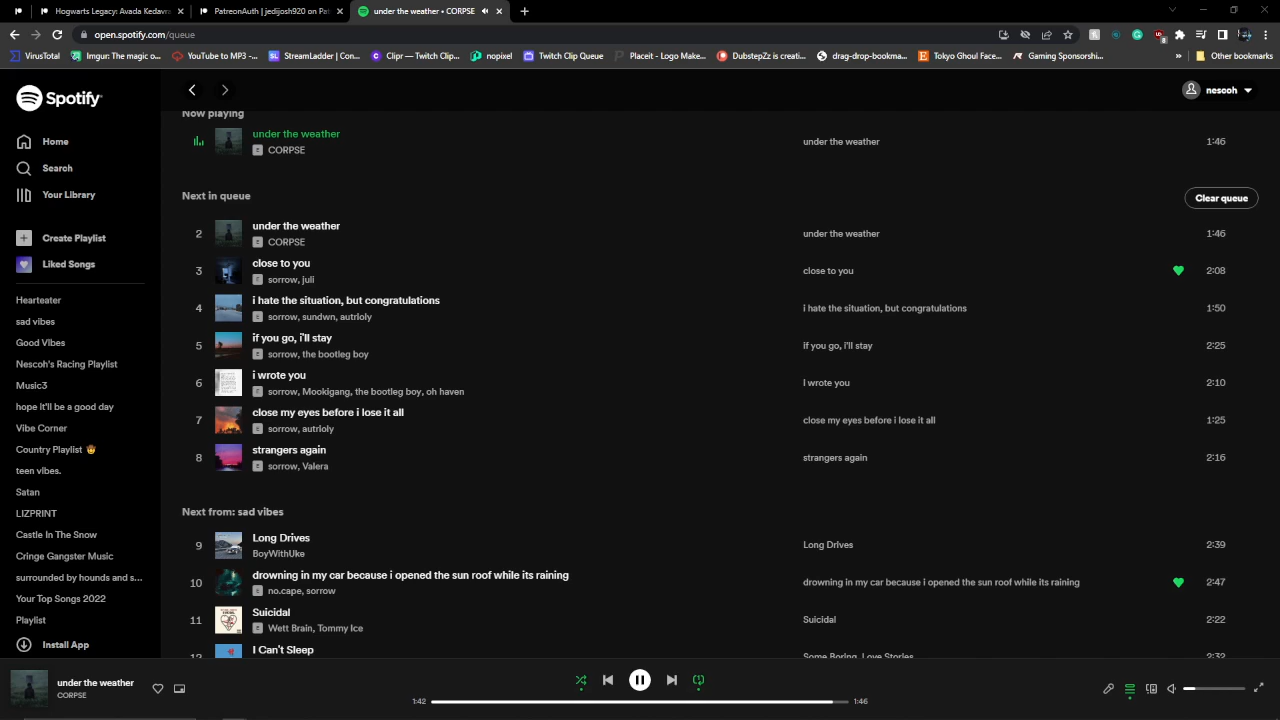 Hogwarts Legacy: Avada Kedavra
PatreonAuth | jedijosh920 on Pat
under the weather • CORPSE
open.spotify.com/queue
VirusTotal
Imgur: The magic o...
YouTube to MP3 -...
StreamLadder | Con...
Clipr — Twitch Clip...
nopixel
Twitch Clip Queue
Placeit - Logo Make...
DubstepZz is creati...
drag-drop-bookma...
Tokyo Ghoul Face...
Gaming Sponsorshi...
»
Other bookmarks
Spotify
nescoh
Home
Search
Your Library
Create Playlist
Liked Songs
Hearteater
sad vibes
Good Vibes
Nescoh's Racing Playlist
Music3
hope it'll be a good day
Vibe Corner
Country Playlist 🤠
teen vibes.
Satan
LIZPRINT
Castle In The Snow
Cringe Gangster Music
surrounded by hounds and s...
Your Top Songs 2022
Playlist
Install App
Now playing
under the weather
E CORPSE
under the weather
1:46
Next in queue
Clear queue
2
under the weather
E CORPSE
under the weather
1:46
3
close to you
E sorrow, juli
close to you
2:08
4
i hate the situation, but congratulations
E sorrow, sundwn, autrioly
i hate the situation, but congratulations
1:50
5
if you go, i'll stay
E sorrow, the bootleg boy
if you go, i'll stay
2:25
6
i wrote you
E sorrow, Mookigang, the bootleg boy, oh haven
I wrote you
2:10
7
close my eyes before i lose it all
E sorrow, autrioly
close my eyes before i lose it all
1:25
8
strangers again
E sorrow, Valera
strangers again
2:16
Next from: sad vibes
9
Long Drives
BoyWithUke
Long Drives
2:39
10
drowning in my car because i opened the sun roof while its raining
E no.cape, sorrow
drowning in my car because i opened the sun roof while its raining
2:47
11
Suicidal
E Wett Brain, Tommy Ice
Suicidal
2:22
12
I Can't Sleep
Some Boring, Love Stories
2:32
under the weather
CORPSE
1:42
1:46